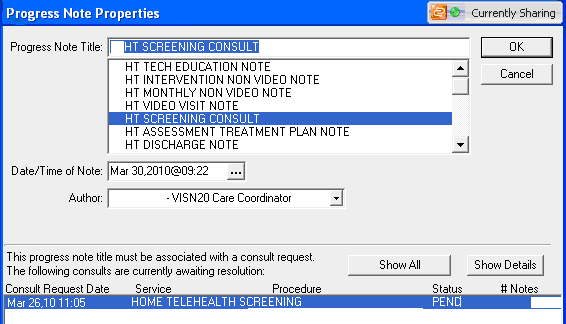 Progress Note Properties
Currently Sharing
Progress Note Title: HT SCREENING CONSULT
OK
HT TECH EDUCATION NOTE
Cancel
HT INTERVENTION NON VIDEO NOTE
HT MONTHLY NON VIDEO NOTE
HT VIDEO VISIT NOTE
HT SCREENING CONSULT
HT ASSESSMENT TREATMENT PLAN NOTE
HT DISCHARGE NOTE
Date/Time of Note: Mar 30,2010@09:22 ...
Author: - VISN20 Care Coordinator
This progress note title must be associated with a consult request.
The following consults are currently awaiting resolution:
Show All
Show Details
Consult Request Date Service Procedure Status # Notes
Mar 26,10 11:05 HOME TELEHEALTH SCREENING PEND